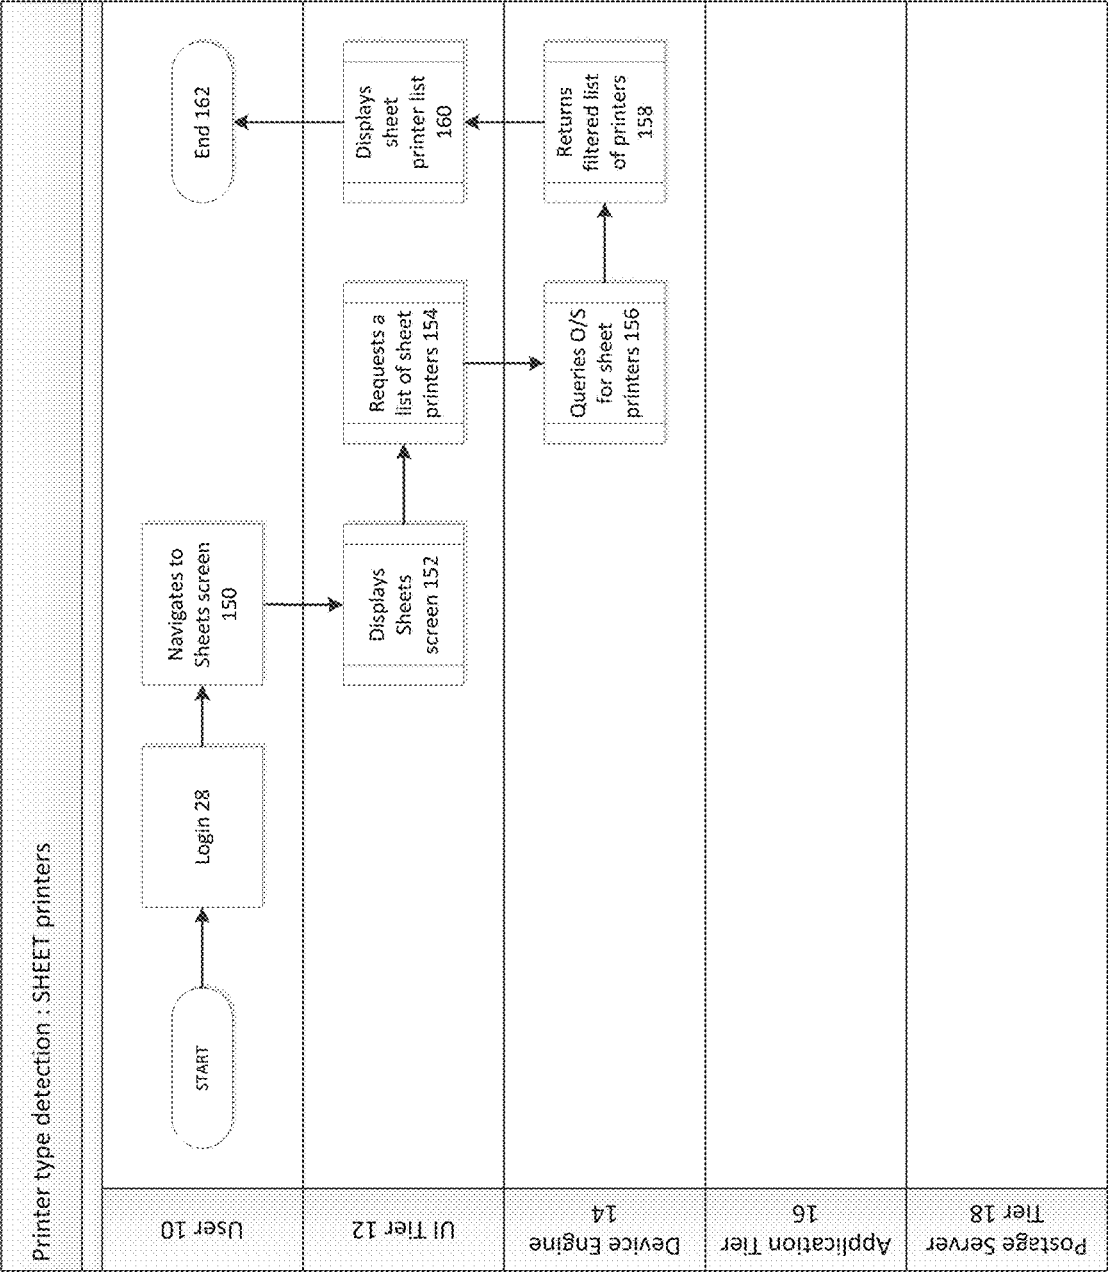 Printer type detection : SHEET printers
User 10
START
Login 28
Navigates to
Sheets screen
150
End 162
UI Tier 12
Displays
Sheets
screen 152
Requests a
list of sheet
printers 154
Displays
sheet
printer list
160
Device Engine
14
Queries O/S
for sheet
printers 156
Returns
filtered list
of printers
158
Application Tier
16
Postage Server
Tier 18